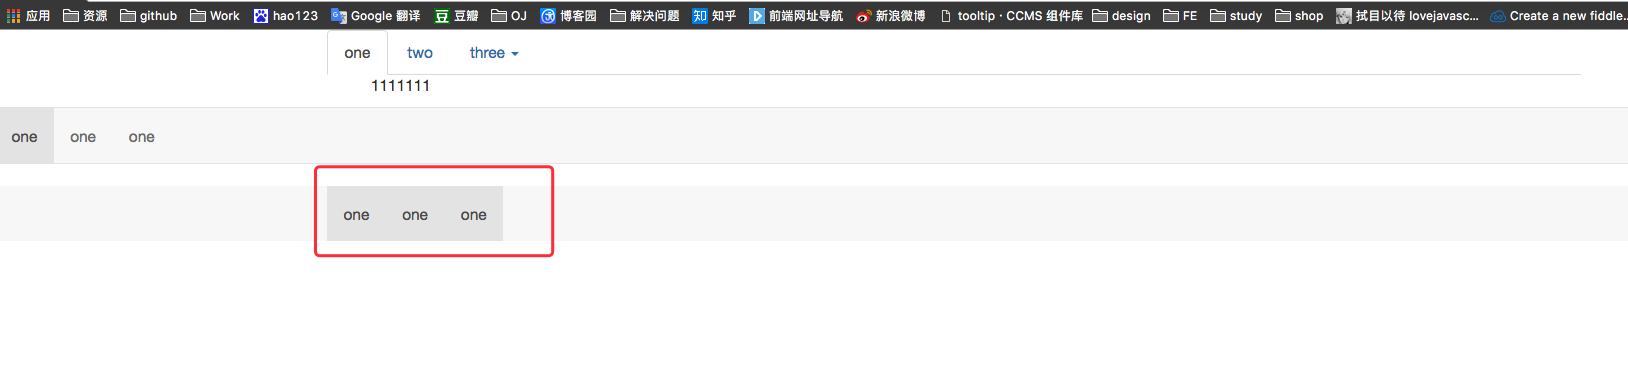 应用 资源 github Work hao123 Google 翻译 豆瓣 OJ 博客园 解决问题 知乎 前端网址导航 新浪微博 tooltip · CCMS 组件库 design FE study shop 拭目以待 lovejavasc... Create a new fiddle...
one two three
1111111
one one one
one one one